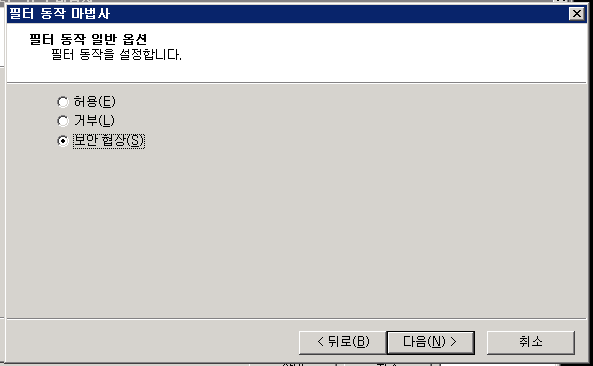 필터 동작 마법사
필터 동작 일반 옵션
필터 동작을 설정합니다.
허용(E)
거부(L)
보안 협상(S)
< 뒤로(B)
다음(N) >
취소